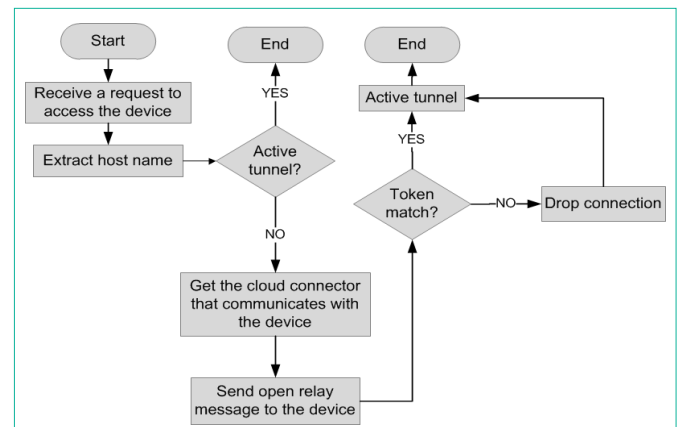 Start
Receive a request to
access the device
Extract host name
End
YES
Active
tunnel?
NO
Get the cloud connector
that communicates with
the device
Send open relay
message to the device
End
Active tunnel
YES
Token
match?
NO
Drop connection